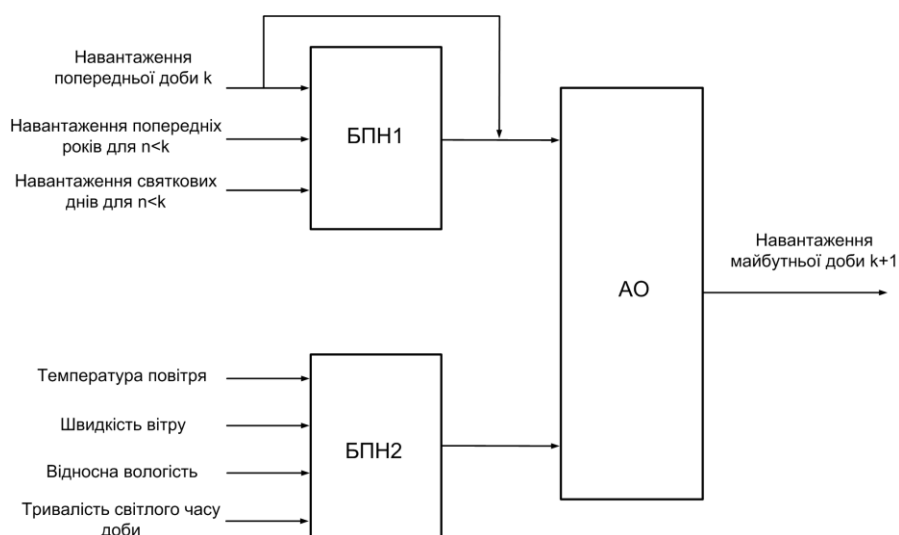 Навантаження
попередньої доби k
Навантаження попередніх
років для n<k
Навантаження святкових
днів для n<k
БПН1
АО
Навантаження
майбутньої доби k+1
Температура повітря
Швидкість вітру
Відносна вологість
Тривалість світлого часу
доби
БПН2